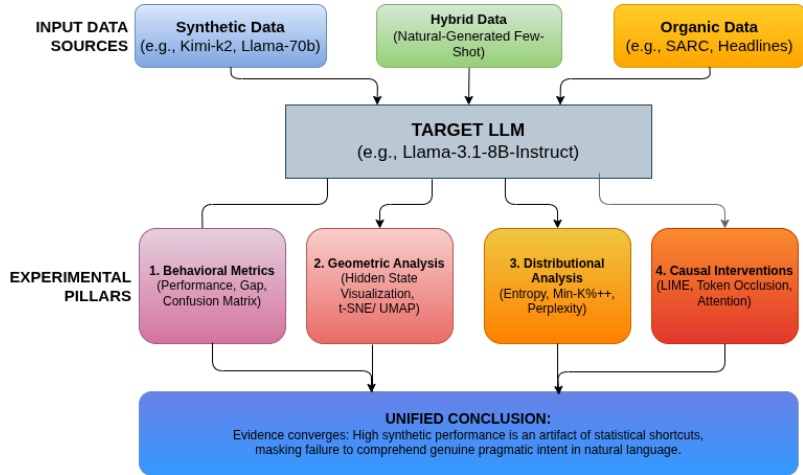 INPUT DATA
SOURCES
Synthetic Data
(e.g., Kimi-k2, Llama-70b)
Hybrid Data
(Natural-Generated Few-
Shot)
Organic Data
(e.g., SARC, Headlines)
TARGET LLM
(e.g., Llama-3.1-8B-Instruct)
EXPERIMENTAL
PILLARS
1. Behavioral Metrics
(Performance, Gap,
Confusion Matrix)
2. Geometric Analysis
(Hidden State
Visualization,
t-SNE/ UMAP)
3. Distributional
Analysis
(Entropy, Min-K%++,
Perplexity)
4. Causal Interventions
(LIME, Token Occlusion,
Attention)
UNIFIED CONCLUSION:
Evidence converges: High synthetic performance is an artifact of statistical shortcuts,
masking failure to comprehend genuine pragmatic intent in natural language.